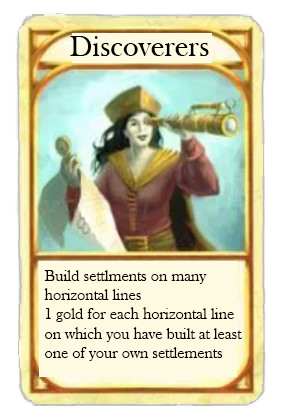 Discoverers
Build settlments on many
horizontal lines
1 gold for each horizontal line
on which you have built at least
one of your own settlements